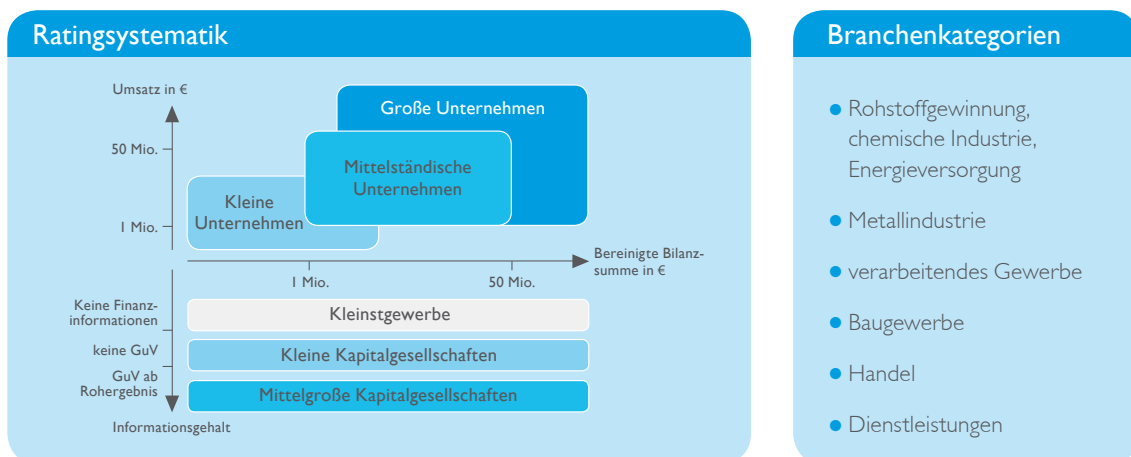 Ratingsystematik
Umsatz in €
50 Mio.
1 Mio.
Große Unternehmen
Mittelständische
Unternehmen
Kleine
Unternehmen
Bereinigte Bilanz-
summe in €
1 Mio.
50 Mio.
Keine Finanz-
informationen
Kleinstgewerbe
keine GuV
Kleine Kapitalgesellschaften
GuV ab
Rohergebnis
Mittelgroße Kapitalgesellschaften
Informationsgehalt
Branchenkategorien
● Rohstoffgewinnung,
chemische Industrie,
Energieversorgung
● Metallindustrie
● verarbeitendes Gewerbe
● Baugewerbe
● Handel
● Dienstleistungen